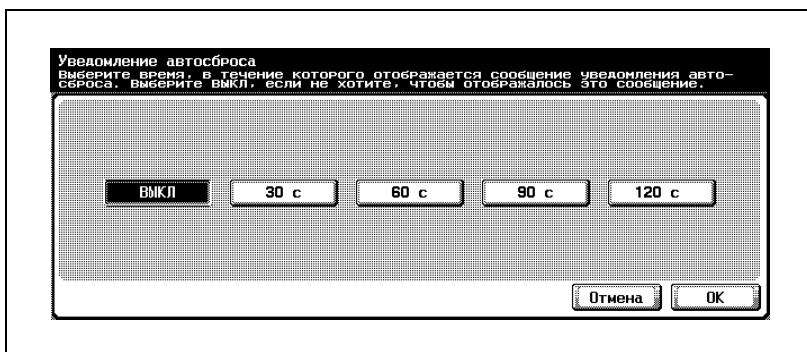 Уведомление автосброса
Выберите время, в течение которого отображается сообщение уведомления авто-
сброса. Выберите ВЫКЛ, если не хотите, чтобы отображалось это сообщение.
ВЫКЛ 30 с 60 с 90 с 120 с
Отмена OK